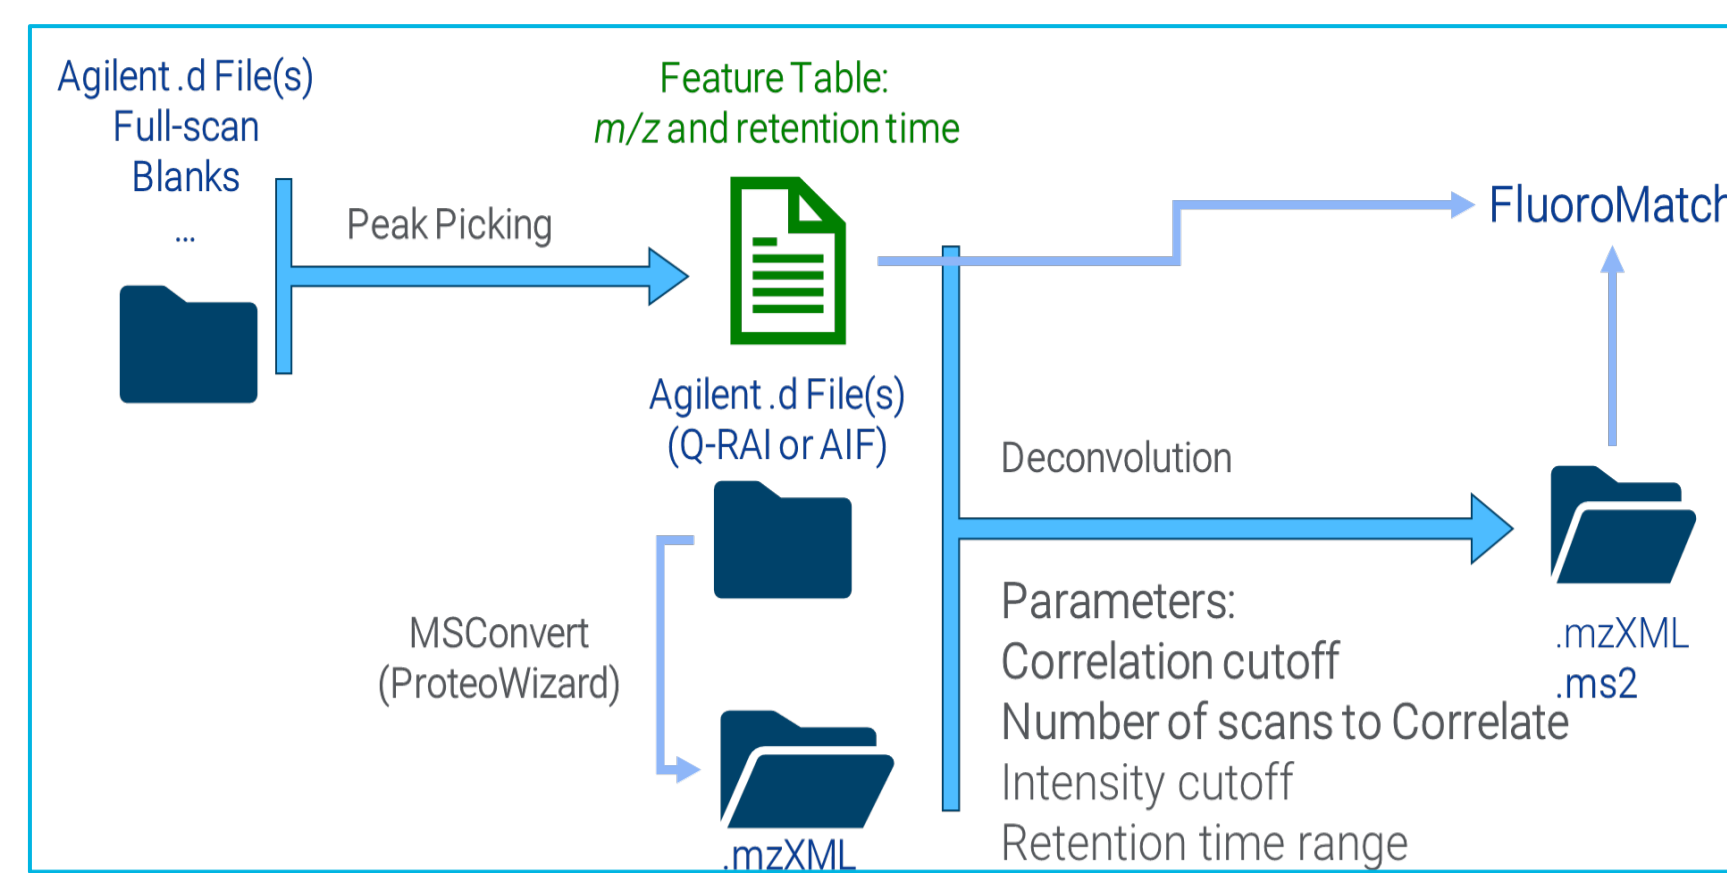 Agilent .d File(s)
Full-scan
Blanks
...
Peak Picking
Feature Table:
m/z and retention time
FluoroMatch
Agilent .d File(s)
(Q-RAI or AIF)
MSConvert
(ProteoWizard)
.mzXML
Deconvolution
Parameters:
Correlation cutoff
Number of scans to Correlate
Intensity cutoff
Retention time range
.mzXML
.ms2